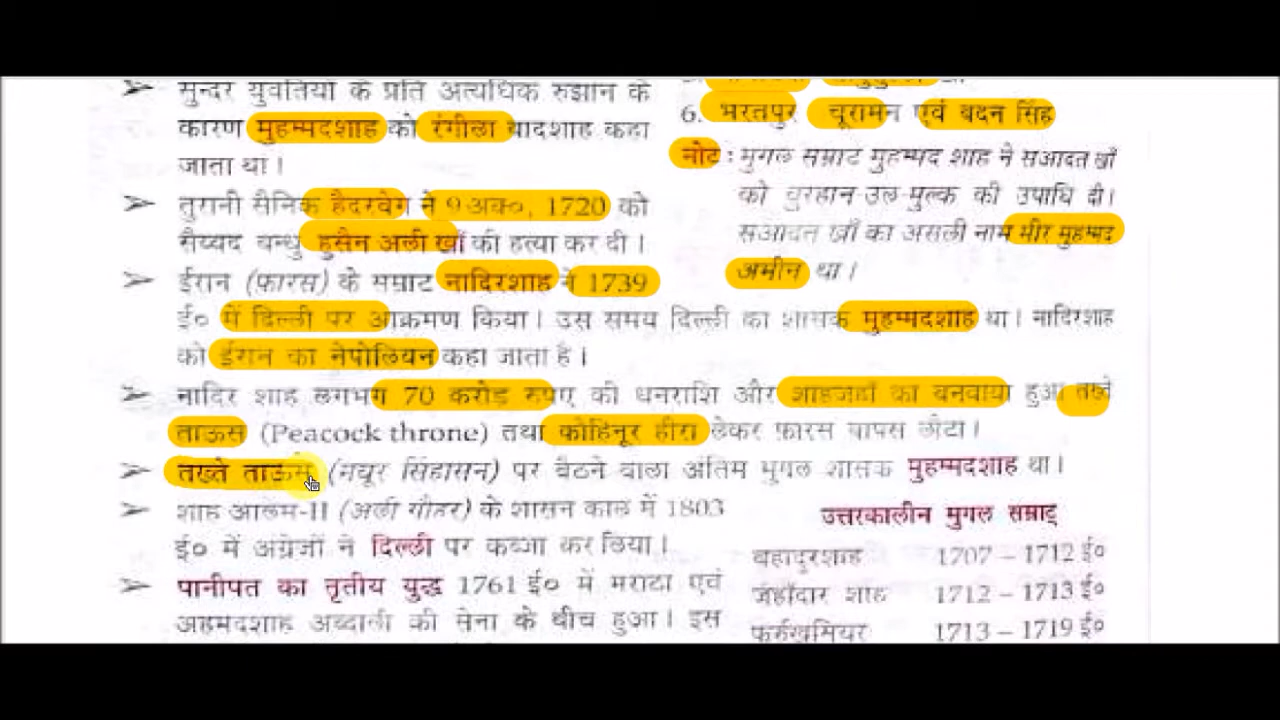 सुन्दर युवतियों के प्रति अत्यधिक रुझान के
कारण मुहम्मदशाह को रंगीला बादशाह कहा
जाता था।
तुरानी सैनिक हैदरबेग ने 9 अक्०, 1720 को
सैय्यद बन्धु हुसैन अली खाँ की हत्या कर दी।
ईरान (फ़ारस) के सम्राट नादिरशाह ने 1739
ई० में दिल्ली पर आक्रमण किया। उस समय दिल्ली का शासक मुहम्मदशाह था। नादिरशाह
को ईरान का नेपोलियन कहा जाता है।
नादिर शाह लगभग 70 करोड़ रुपए की धनराशि और शाहजहाँ का बनवाया हुआ तख्ते
ताऊस (Peacock throne) तथा कोहिनूर हीरा लेकर फ़ारस वापस लौटा।
तख्ते ताऊस (मयूर सिंहासन) पर बैठने वाला अंतिम मुगल शासक मुहम्मदशाह था।
शाह आलम-II (अली गौहर) के शासन काल में 1803
ई० में अंग्रेजों ने दिल्ली पर कब्जा कर लिया।
पानीपत का तृतीय युद्ध 1761 ई० में मराठा एवं
अहमदशाह अब्दाली की सेना के बीच हुआ। इस
6. भरतपुर चूरामन एवं बदन सिंह
नोट : मुगल सम्राट मुहम्मद शाह ने सआदत खाँ
को बुरहान-उल-मुल्क की उपाधि दी।
सआदत खाँ का असली नाम मीर मुहम्मद
अमीन था।
उत्तरकालीन मुगल सम्राट्
बहादुरशाह 1707 – 1712 ई०
जहाँदार शाह 1712 – 1713 ई०
फर्रुखसियर 1713 – 1719 ई०